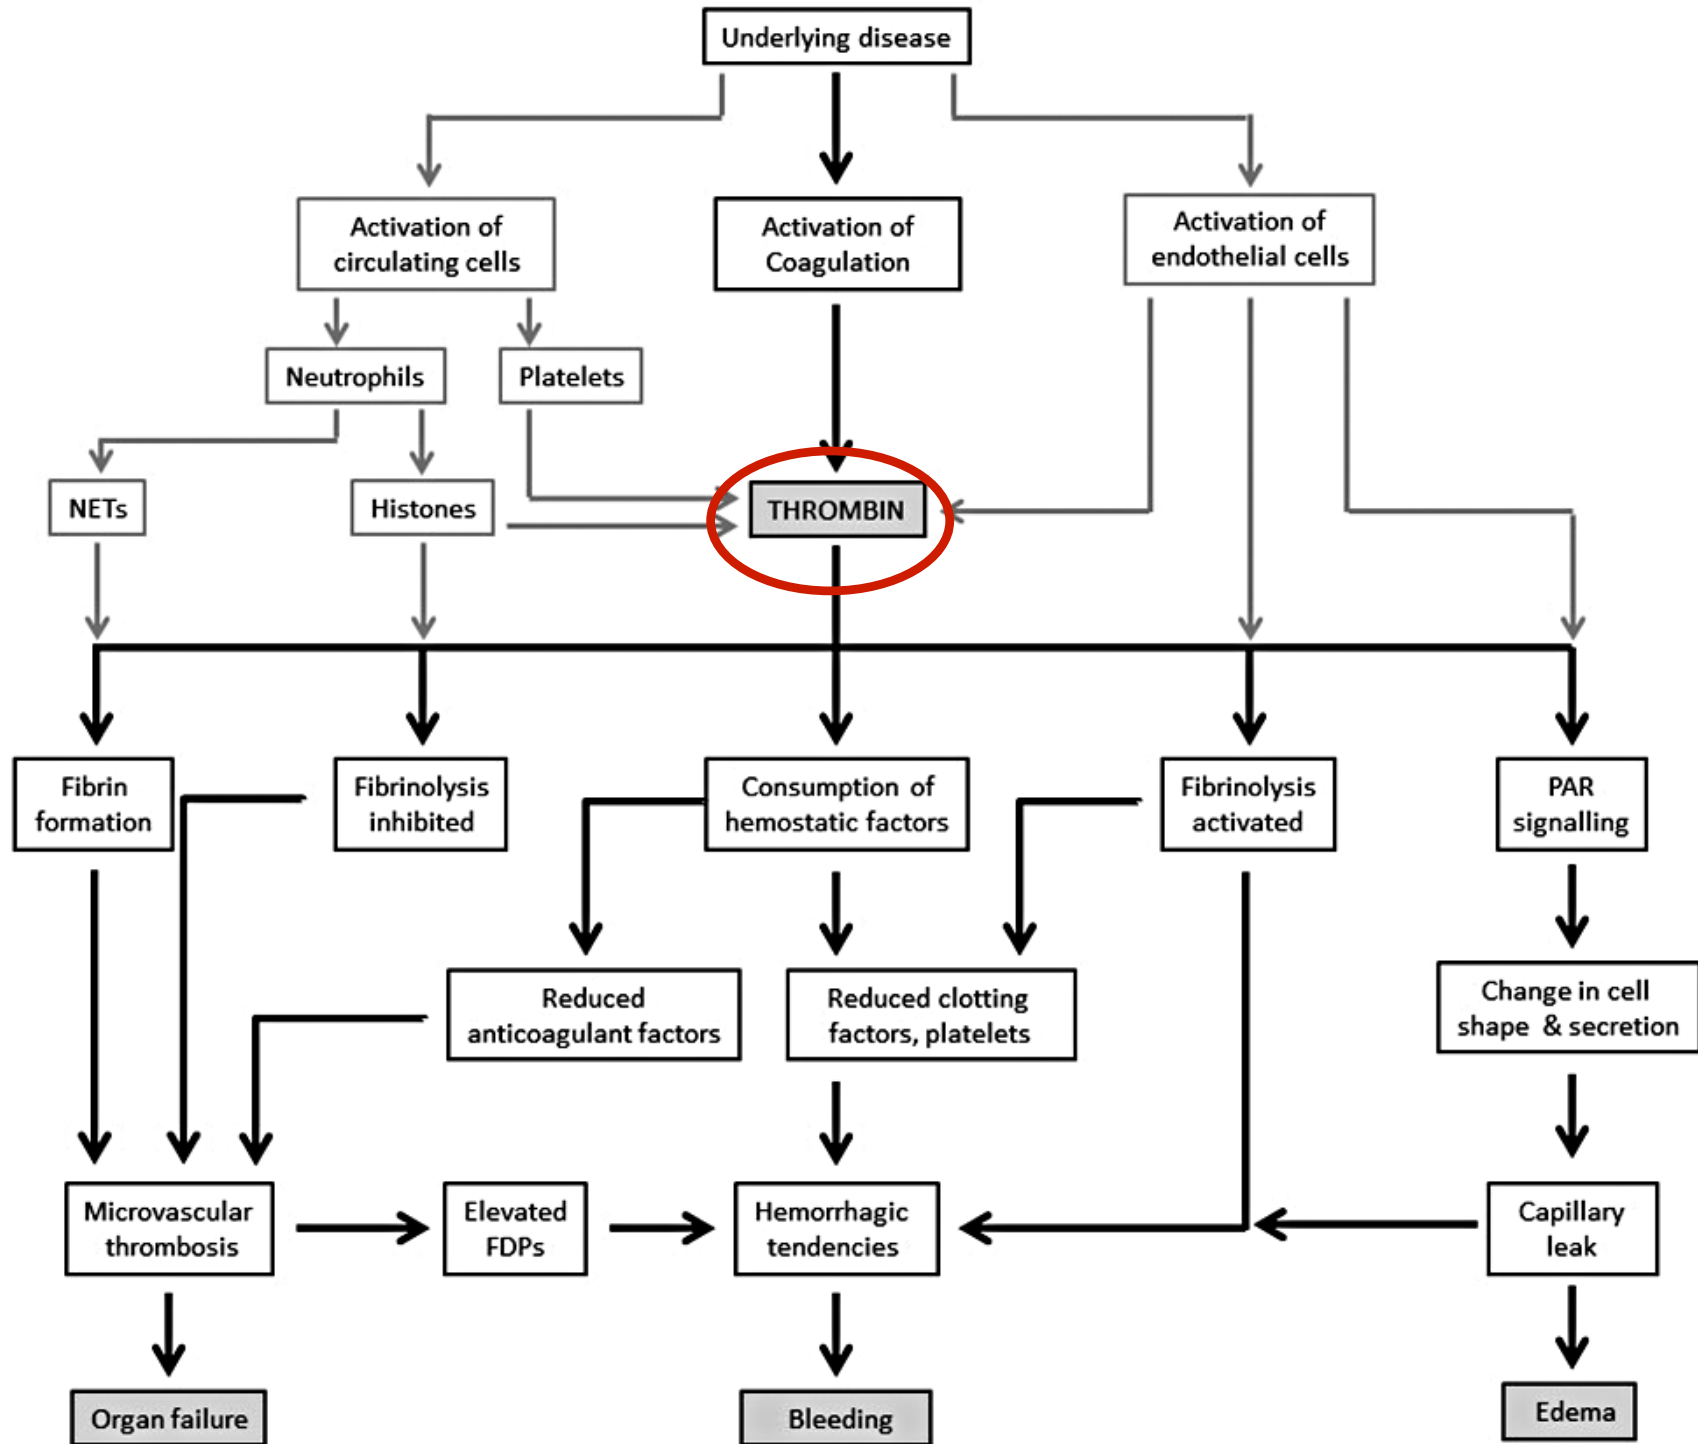 Underlying disease
Activation of
circulating cells
Activation of
Coagulation
Activation of
endothelial cells
Neutrophils
Platelets
NETs
Histones
THROMBIN
Fibrin
formation
Fibrinolysis
inhibited
Consumption of
hemostatic factors
Fibrinolysis
activated
PAR
signalling
Reduced
anticoagulant factors
Reduced clotting
factors, platelets
Change in cell
shape & secretion
Microvascular
thrombosis
Elevated
FDPs
Hemorrhagic
tendencies
Capillary
leak
Organ failure
Bleeding
Edema